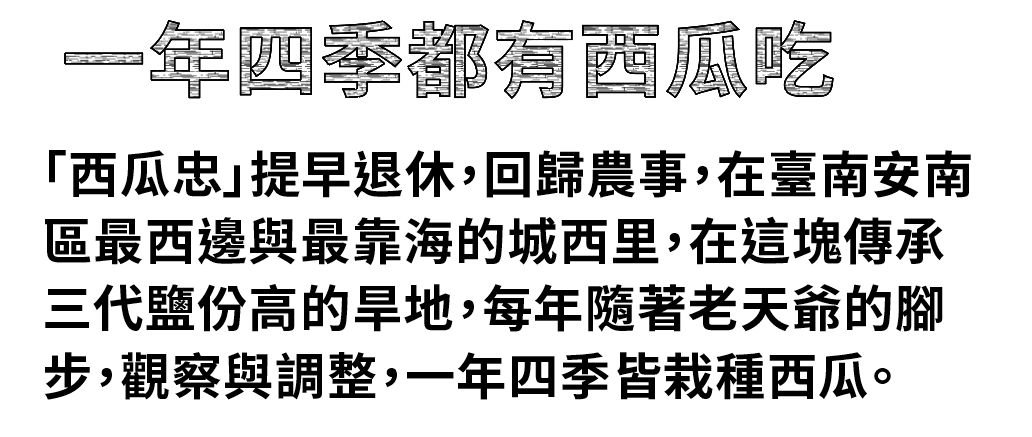 一年四季都有西瓜吃
「西瓜忠」提早退休，回歸農事，在臺南安南
區最西邊與最靠海的城西里，在這塊傳承
三代鹽份高的旱地，每年隨著老天爺的腳
步，觀察與調整，一年四季皆栽種西瓜。